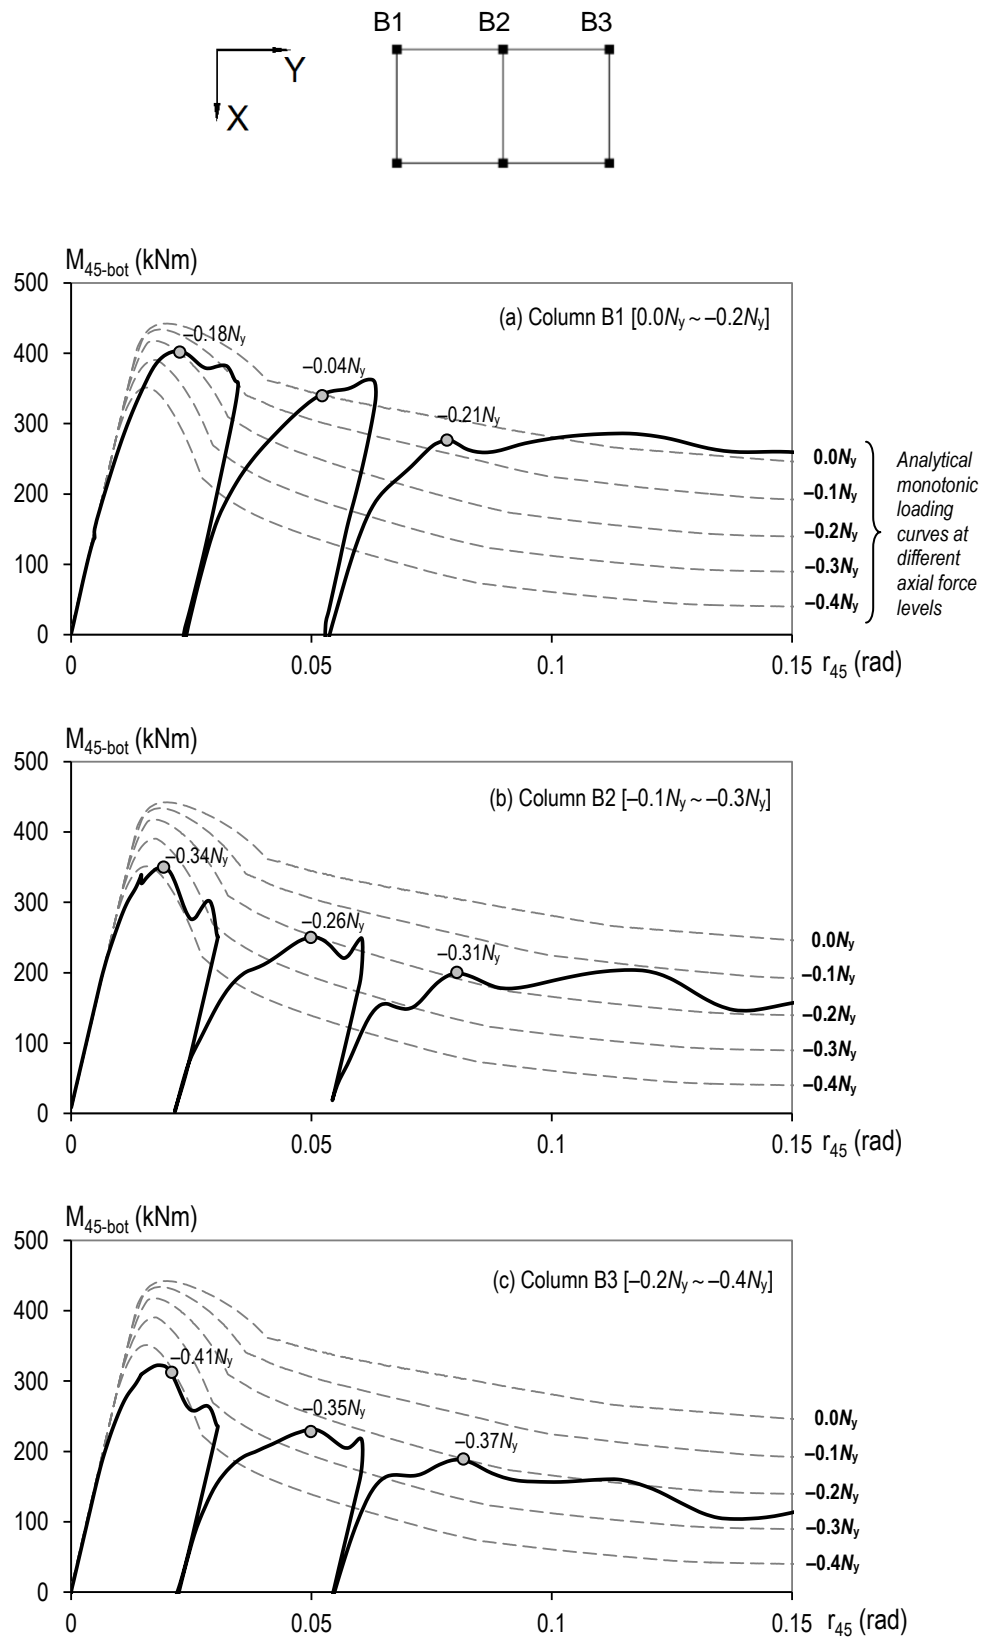 B1 B2 B3
Y
X
M45-bot (kNm)
500
(a) Column B1 [0.0Ny ~ –0.2Ny]
–0.18Ny
400
–0.04Ny
–0.21Ny
300
0.0Ny
–0.1Ny
200
–0.2Ny
–0.3Ny
100
–0.4Ny
0
Analytical
monotonic
loading
curves at
different
axial force
levels
0 0.05 0.1 0.15 r45 (rad)
M45-bot (kNm)
500
(b) Column B2 [–0.1Ny ~ –0.3Ny]
400
–0.34Ny
300
–0.26Ny
0.0Ny
–0.31Ny
200
–0.1Ny
–0.2Ny
100
–0.3Ny
–0.4Ny
0
0 0.05 0.1 0.15 r45 (rad)
M45-bot (kNm)
500
(c) Column B3 [–0.2Ny ~ –0.4Ny]
400
–0.41Ny
300
–0.35Ny
0.0Ny
–0.37Ny
200
–0.1Ny
–0.2Ny
100
–0.3Ny
–0.4Ny
0
0 0.05 0.1 0.15 r45 (rad)